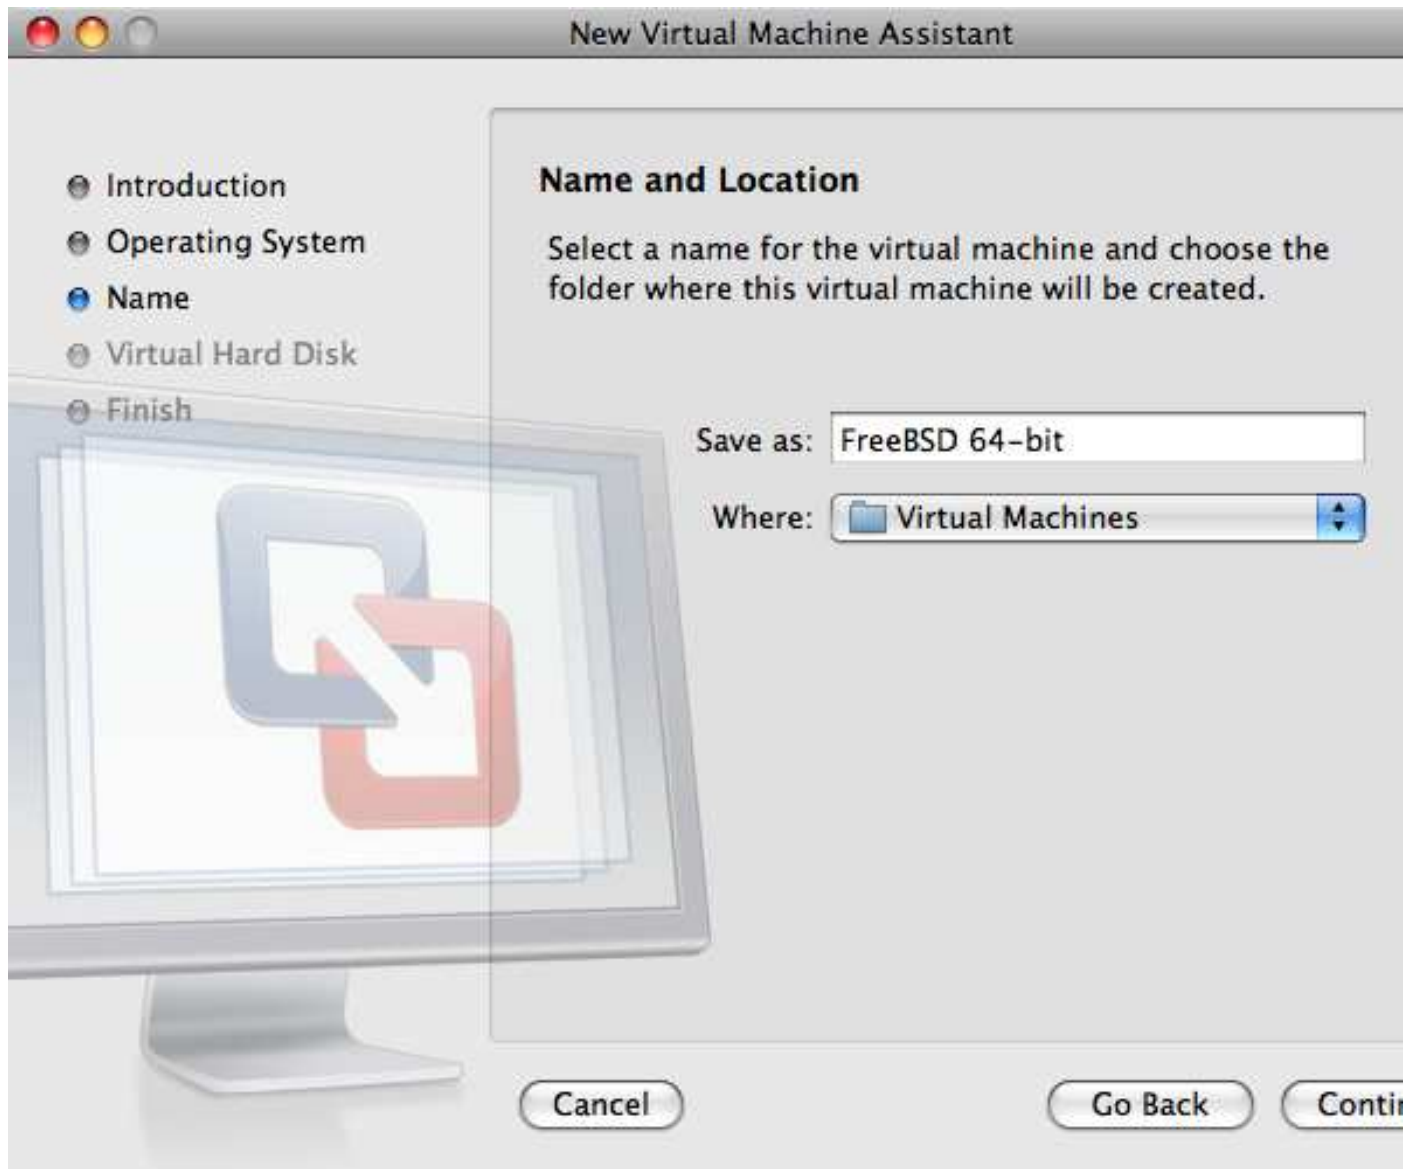 New Virtual Machine Assistant
Introduction
Operating System
Name
Virtual Hard Disk
Finish
Name and Location
Select a name for the virtual machine and choose the
folder where this virtual machine will be created.
Save as: FreeBSD 64-bit
Where: Virtual Machines
Cancel Go Back